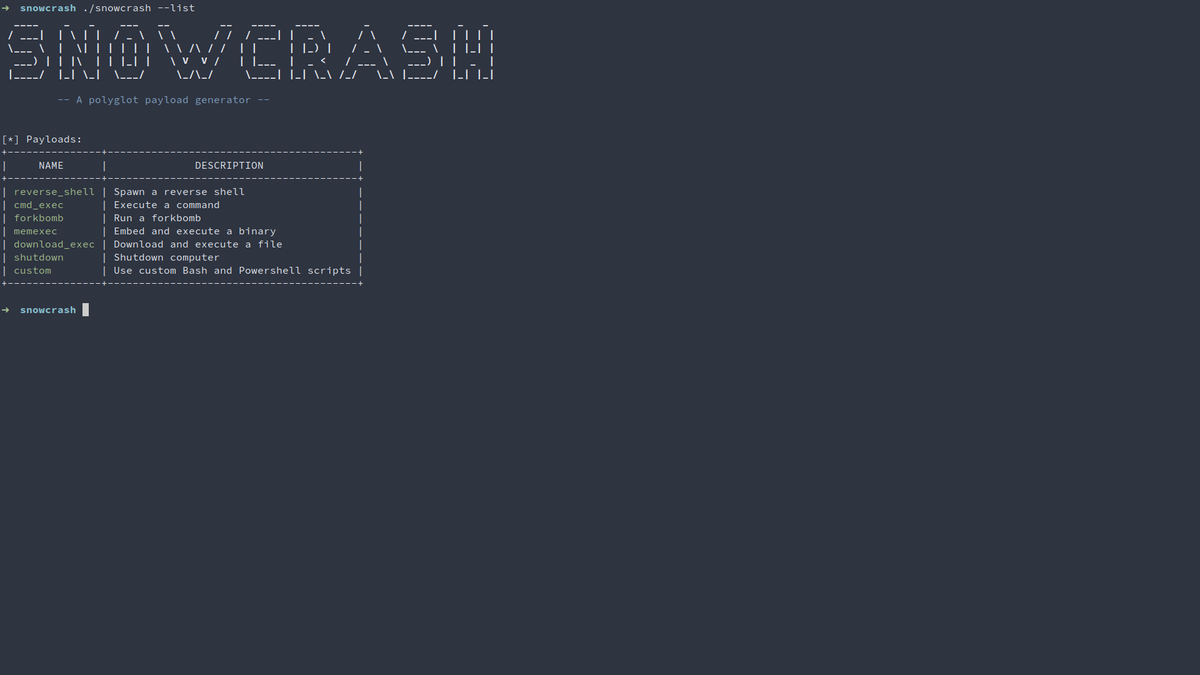 → snowcrash ./snowcrash --list
SNOWCRASH
-- A polyglot payload generator --
[*] Payloads:
+---------------+----------------------------------------+
|     NAME      |              DESCRIPTION               |
+---------------+----------------------------------------+
| reverse_shell | Spawn a reverse shell                  |
| cmd_exec      | Execute a command                      |
| forkbomb      | Run a forkbomb                         |
| memexec       | Embed and execute a binary             |
| download_exec | Download and execute a file            |
| shutdown      | Shutdown computer                      |
| custom        | Use custom Bash and Powershell scripts |
+---------------+----------------------------------------+
→ snowcrash